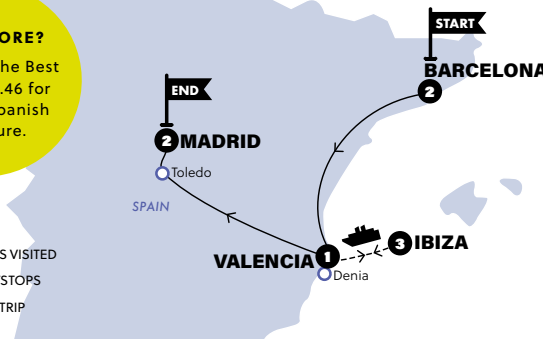 ORE?
he Best
.46 for
panish
ure.
START
BARCELONA
2
END
2 MADRID
Toledo
SPAIN
3 IBIZA
VALENCIA 1
Denia
S VISITED
STOPS
TRIP